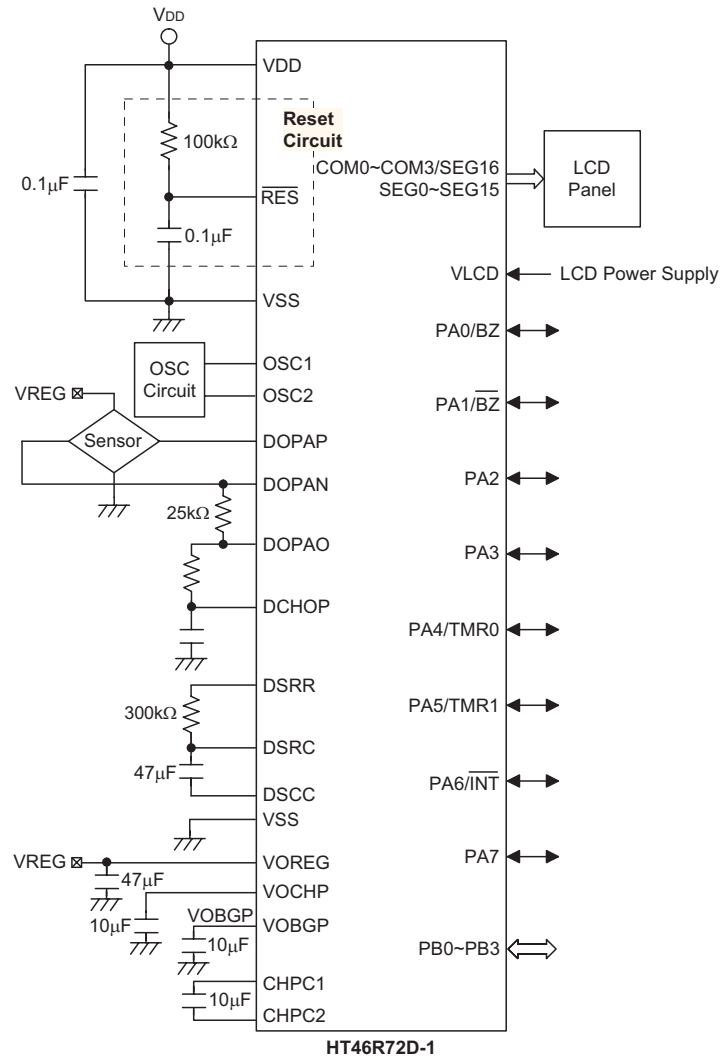 VDD
VDD
Reset
Circuit
100kΩ
COM0~COM3/SEG16
SEG0~SEG15
LCD
Panel
0.1μF
R̅E̅S̅
0.1μF
VLCD
LCD Power Supply
VSS
PA0/BZ
OSC
Circuit
OSC1
OSC2
VREG
PA1/B̅Z̅
Sensor
DOPAP
DOPAN
PA2
25kΩ
DOPAO
PA3
DCHOP
PA4/TMR0
DSRR
300kΩ
PA5/TMR1
DSRC
47μF
PA6/I̅N̅T̅
DSCC
VSS
VREG
VOREG
PA7
47μF
VOCHP
10μF
VOBGP
VOBGP
10μF
PB0~PB3
CHPC1
10μF
CHPC2
HT46R72D-1